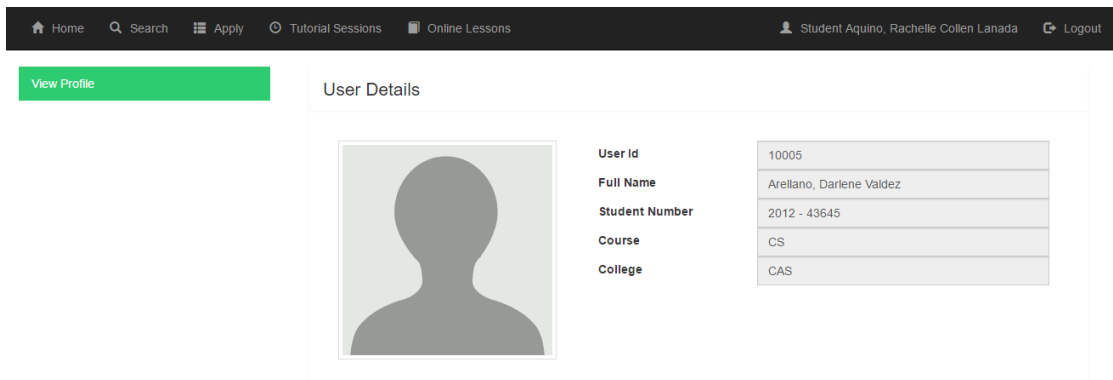 Home Search Apply Tutorial Sessions Online Lessons Student Aquino, Rachelle Collen Lanada Logout
View Profile
User Details
User Id 10005
Full Name Arellano, Darlene Valdez
Student Number 2012 - 43645
Course CS
College CAS